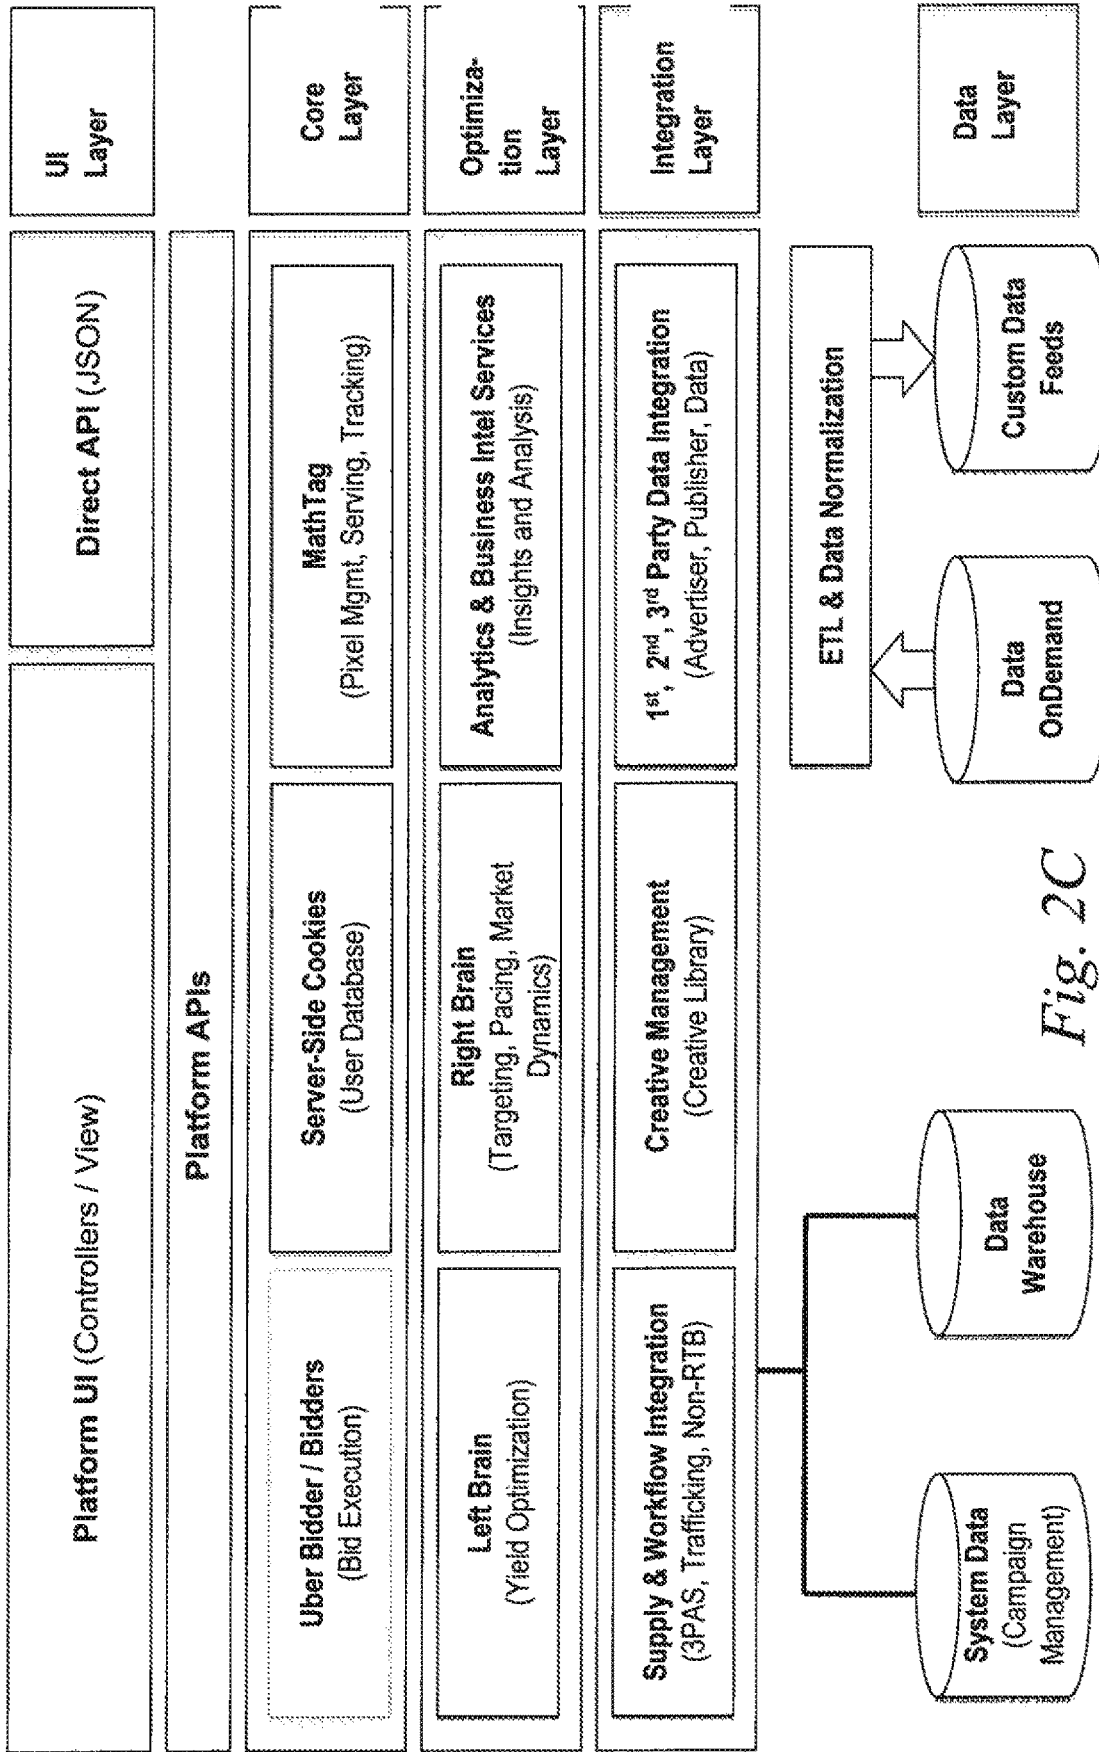 Platform UI (Controllers / View)
Direct API (JSON)
UI
Layer
Platform APIs
Uber Bidder / Bidders
(Bid Execution)
Server-Side Cookies
(User Database)
MathTag
(Pixel Mgmt, Serving, Tracking)
Core
Layer
Left Brain
(Yield Optimization)
Right Brain
(Targeting, Pacing, Market
Dynamics)
Analytics & Business Intel Services
(Insights and Analysis)
Optimiza-
tion
Layer
Supply & Workflow Integration
(3PAS, Trafficking, Non-RTB)
Creative Management
(Creative Library)
1st, 2nd, 3rd Party Data Integration
(Advertiser, Publisher, Data)
Integration
Layer
ETL & Data Normalization
System Data
(Campaign
Management)
Data
Warehouse
Data
OnDemand
Custom Data
Feeds
Data
Layer
Fig. 2C